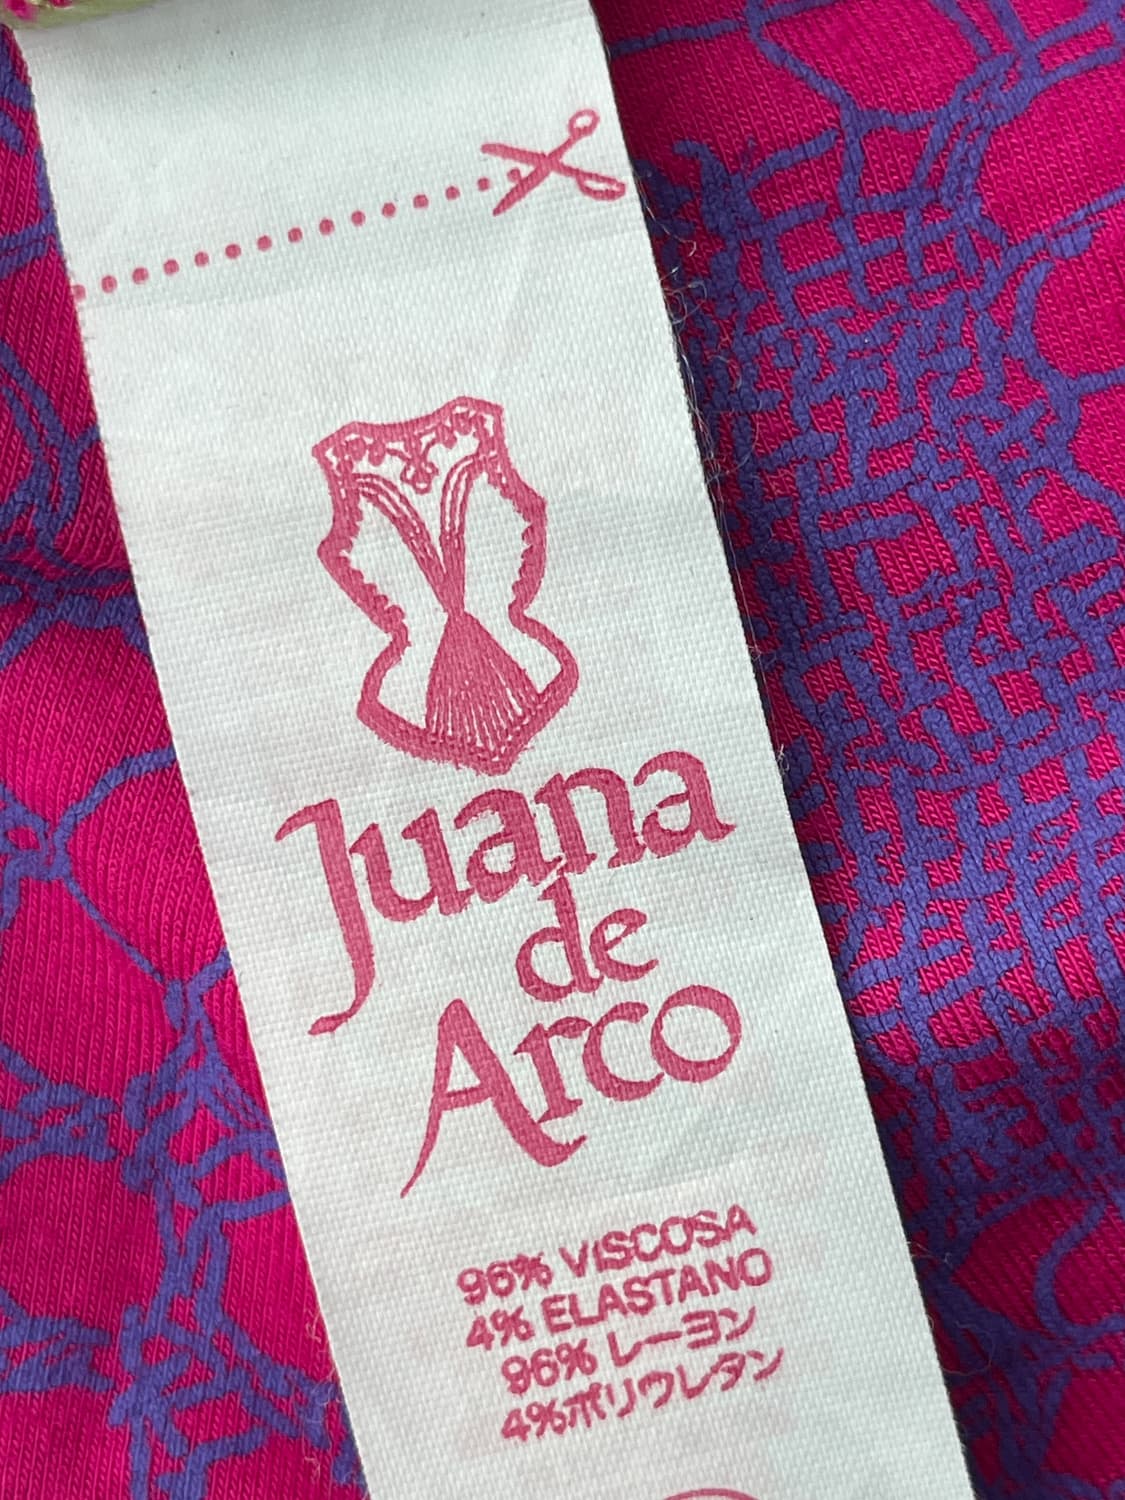 Juana
de
Arco
96% VISCOSA
4% ELASTANO
96% レーヨン
4%ポリウレタン